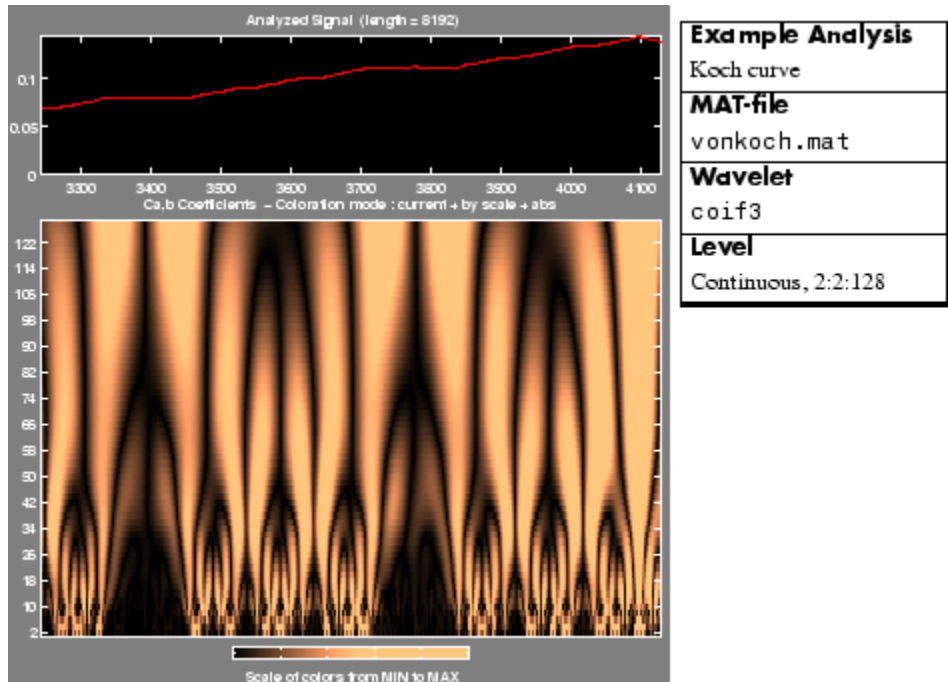 Analyzed Signal (length = 8192)
0.1
0.05
0
3300 3400 3500 3600 3700 3800 3900 4000 4100
Ca,b Coefficients - Coloration mode : current + by scale + abs
122
114
106
98
90
82
74
66
58
50
42
34
26
18
10
2
Scale of colors from MIN to MAX
Example Analysis
Koch curve
MAT-file
vonkoch.mat
Wavelet
coif3
Level
Continuous, 2:2:128